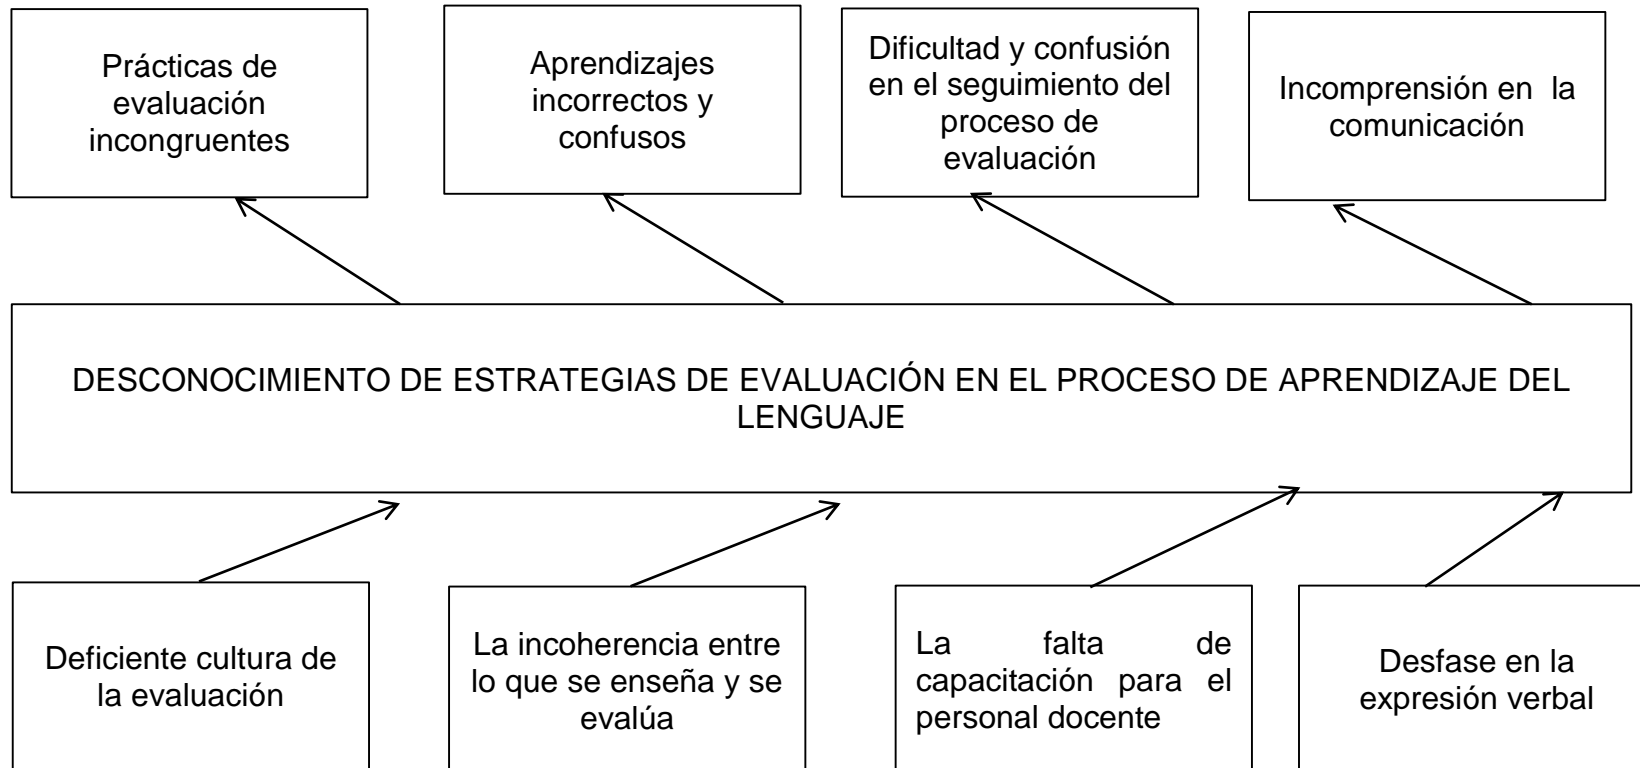 Prácticas de
evaluación
incongruentes
Aprendizajes
incorrectos y
confusos
Dificultad y confusión
en el seguimiento del
proceso de
evaluación
Incomprensión en la
comunicación
DESCONOCIMIENTO DE ESTRATEGIAS DE EVALUACIÓN EN EL PROCESO DE APRENDIZAJE DEL
LENGUAJE
Deficiente cultura de
la evaluación
La incoherencia entre
lo que se enseña y se
evalúa
La falta de
capacitación para el
personal docente
Desfase en la
expresión verbal